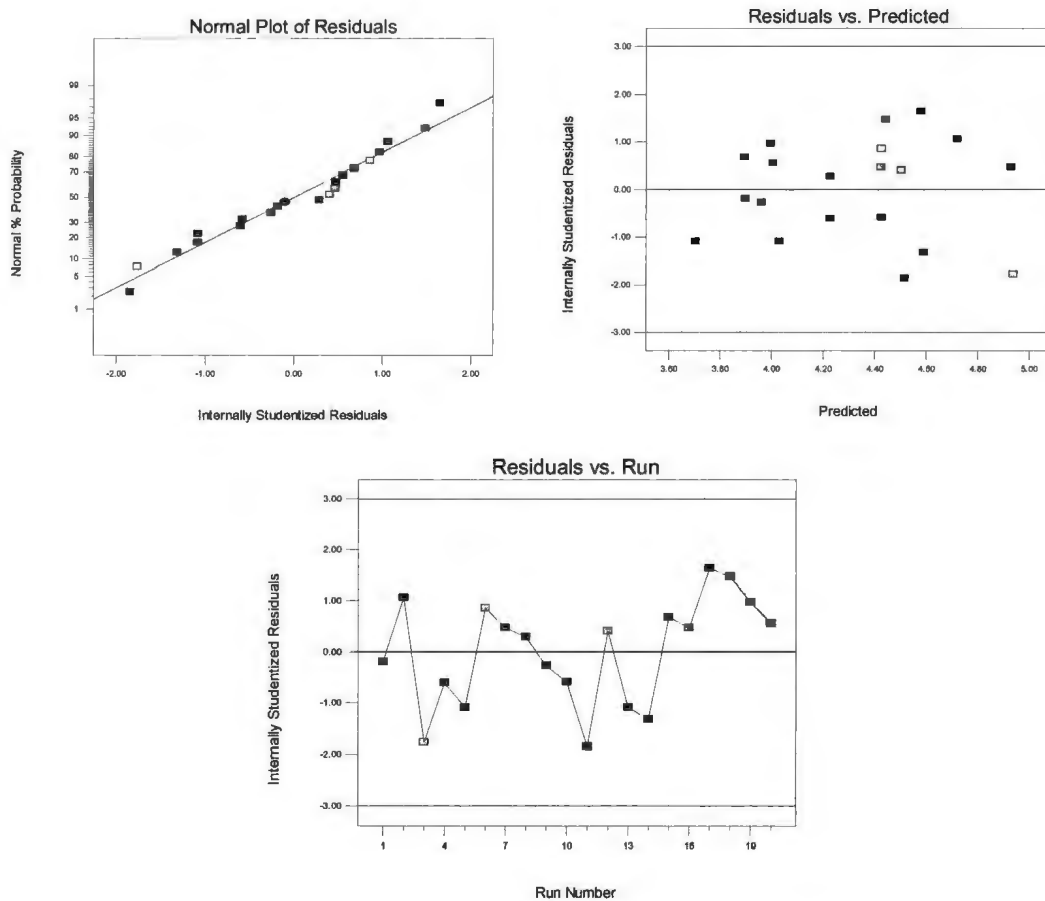 Normal Plot of Residuals
Normal % Probability
99
95
90
80
70
50
30
20
10
5
1
-2.00 -1.00 0.00 1.00 2.00
Internally Studentized Residuals
Residuals vs. Predicted
Internally Studentized Residuals
3.00
2.00
1.00
0.00
-1.00
-2.00
-3.00
3.60 4.00 4.20 4.40 4.80 5.00
Predicted
Residuals vs. Run
Internally Studentized Residuals
3.00
2.00
1.00
0.00
-1.00
-2.00
-3.00
1 4 7 10 13 16 19
Run Number